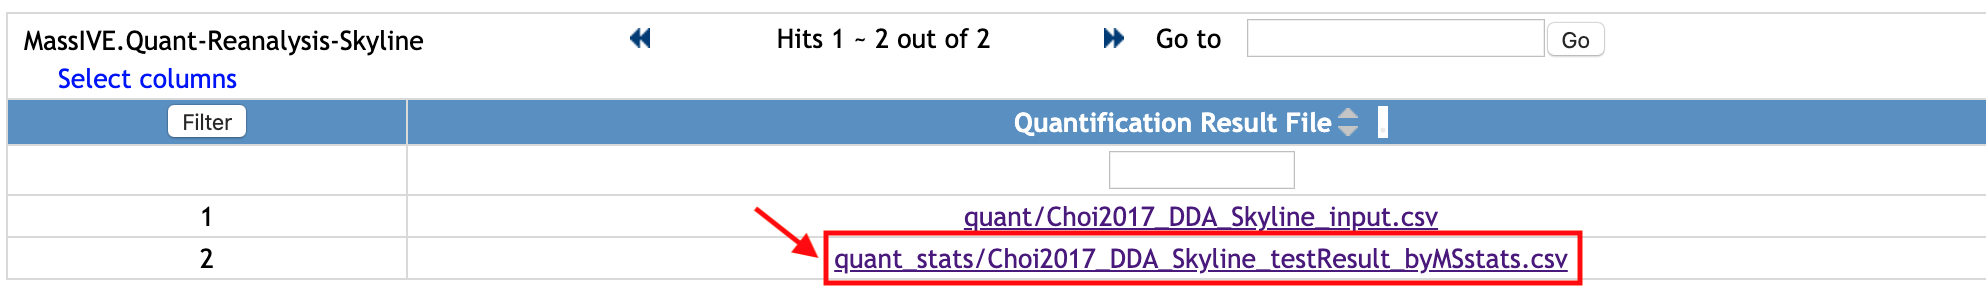 MassIVE.Quant-Reanalysis-Skyline Hits 1 ~ 2 out of 2 Go to Go
Select columns
Filter Quantification Result File
1 quant/Choi2017_DDA_Skyline_input.csv
2 quant_stats/Choi2017_DDA_Skyline_testResult_byMSstats.csv